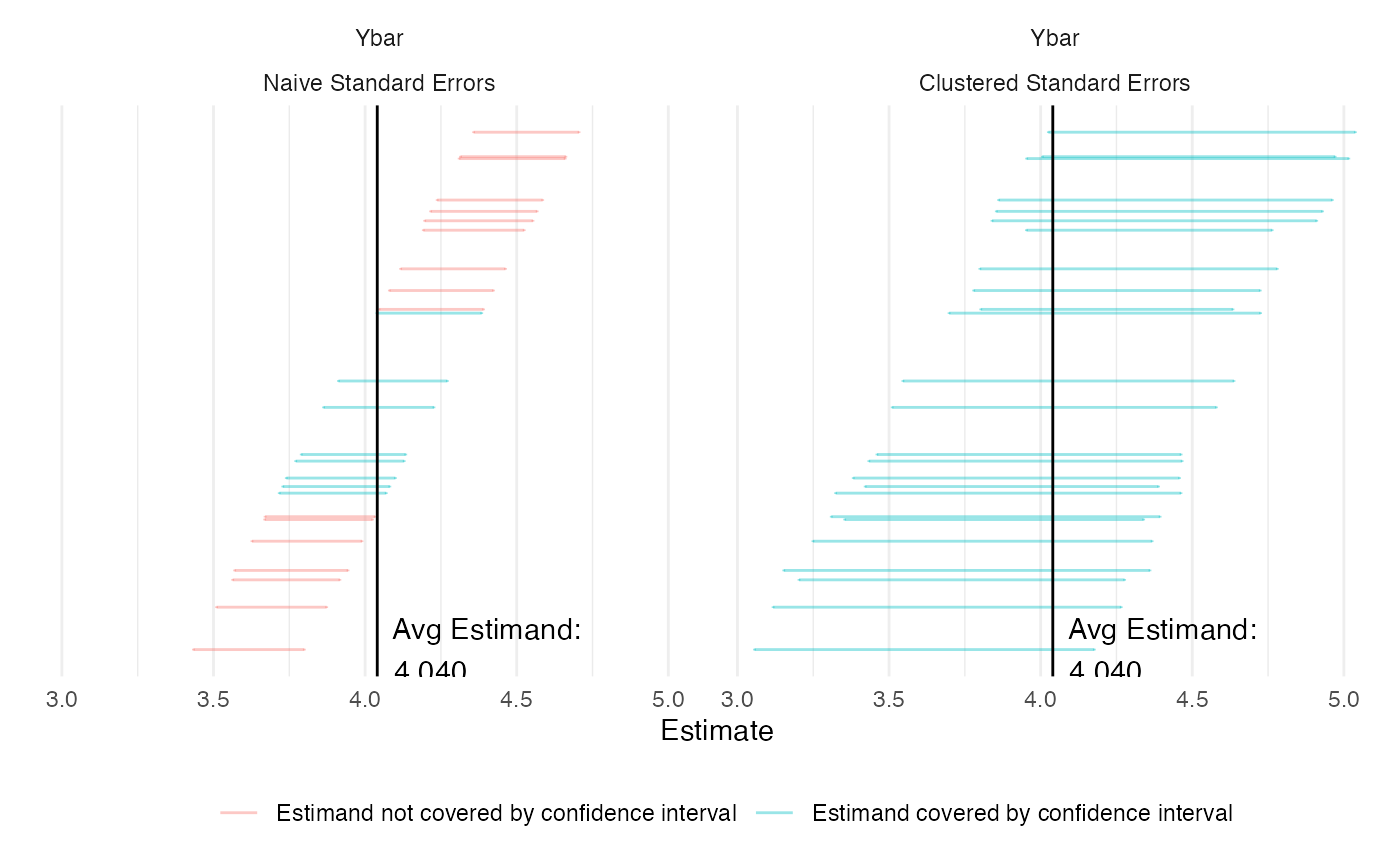 Ybar Ybar
Naive Standard Errors Clustered Standard Errors
Avg Estimand: Avg Estimand:
4.040 4.040
3.0 3.5 4.0 4.5 5.0 3.0 3.5 4.0 4.5 5.0
Estimate
Estimand not covered by confidence interval Estimand covered by confidence interval